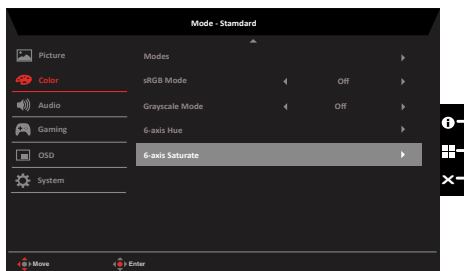 Mode - Stamdard
Picture
Modes
Color
sRGB Mode
Off
Audio
Grayscale Mode
Off
Gaming
6-axis Hue
OSD
6-axis Saturate
System
Move
Enter